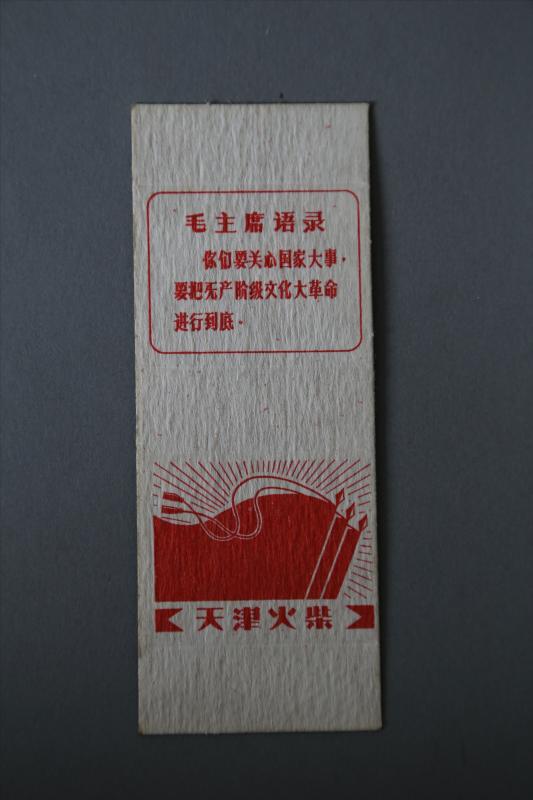 毛主席语录
你们要关心国家大事，
要把无产阶级文化大革命
进行到底。
天津火柴